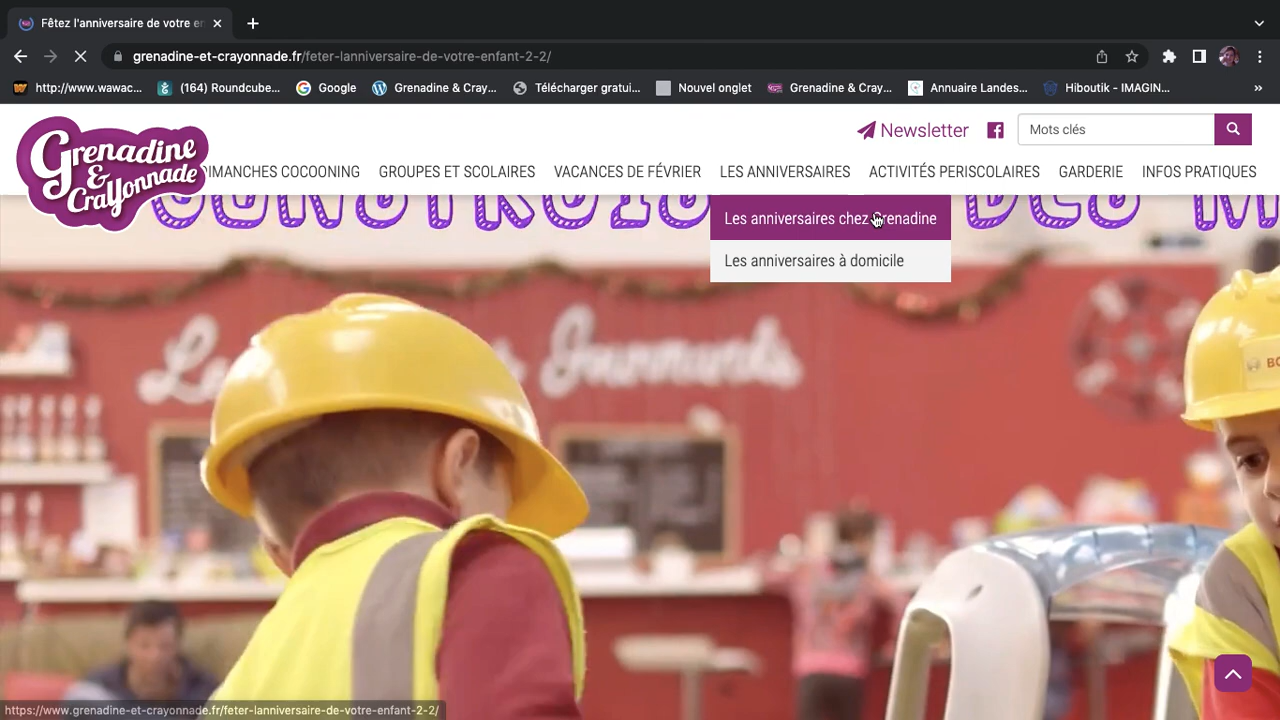 Fêtez l'anniversaire de votre en
grenadine-et-crayonnade.fr/feter-lanniversaire-de-votre-enfant-2-2/
http://www.wawac...
(164) Roundcube...
Google
Grenadine & Cray...
Télécharger gratui...
Nouvel onglet
Grenadine & Cray...
Annuaire Landes...
Hiboutik - IMAGIN...
»
Grenadine
&
Crayonnade
Newsletter
Mots clés
DIMANCHES COCOONING
GROUPES ET SCOLAIRES
VACANCES DE FÉVRIER
LES ANNIVERSAIRES
ACTIVITÉS PERISCOLAIRES
GARDERIE
INFOS PRATIQUES
Les anniversaires chez Grenadine
Les anniversaires à domicile
Gourmands
https://www.grenadine-et-crayonnade.fr/feter-lanniversaire-de-votre-enfant-2-2/